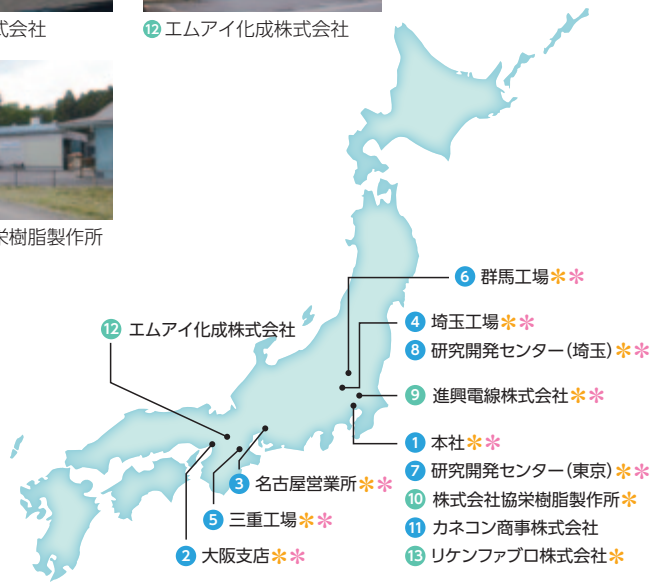 式会社
⑫エムアイ化成株式会社
栄樹脂製作所
⑥ 群馬工場＊＊
⑫ エムアイ化成株式会社
④ 埼玉工場＊＊
⑧ 研究開発センター（埼玉）＊＊
⑨ 進興電線株式会社＊＊
① 本社＊＊
⑦ 研究開発センター（東京）＊＊
⑩ 株式会社協栄樹脂製作所＊
⑪ カネコン商事株式会社
⑬ リケンファブロ株式会社＊
③ 名古屋営業所＊＊
⑤ 三重工場＊＊
② 大阪支店＊＊